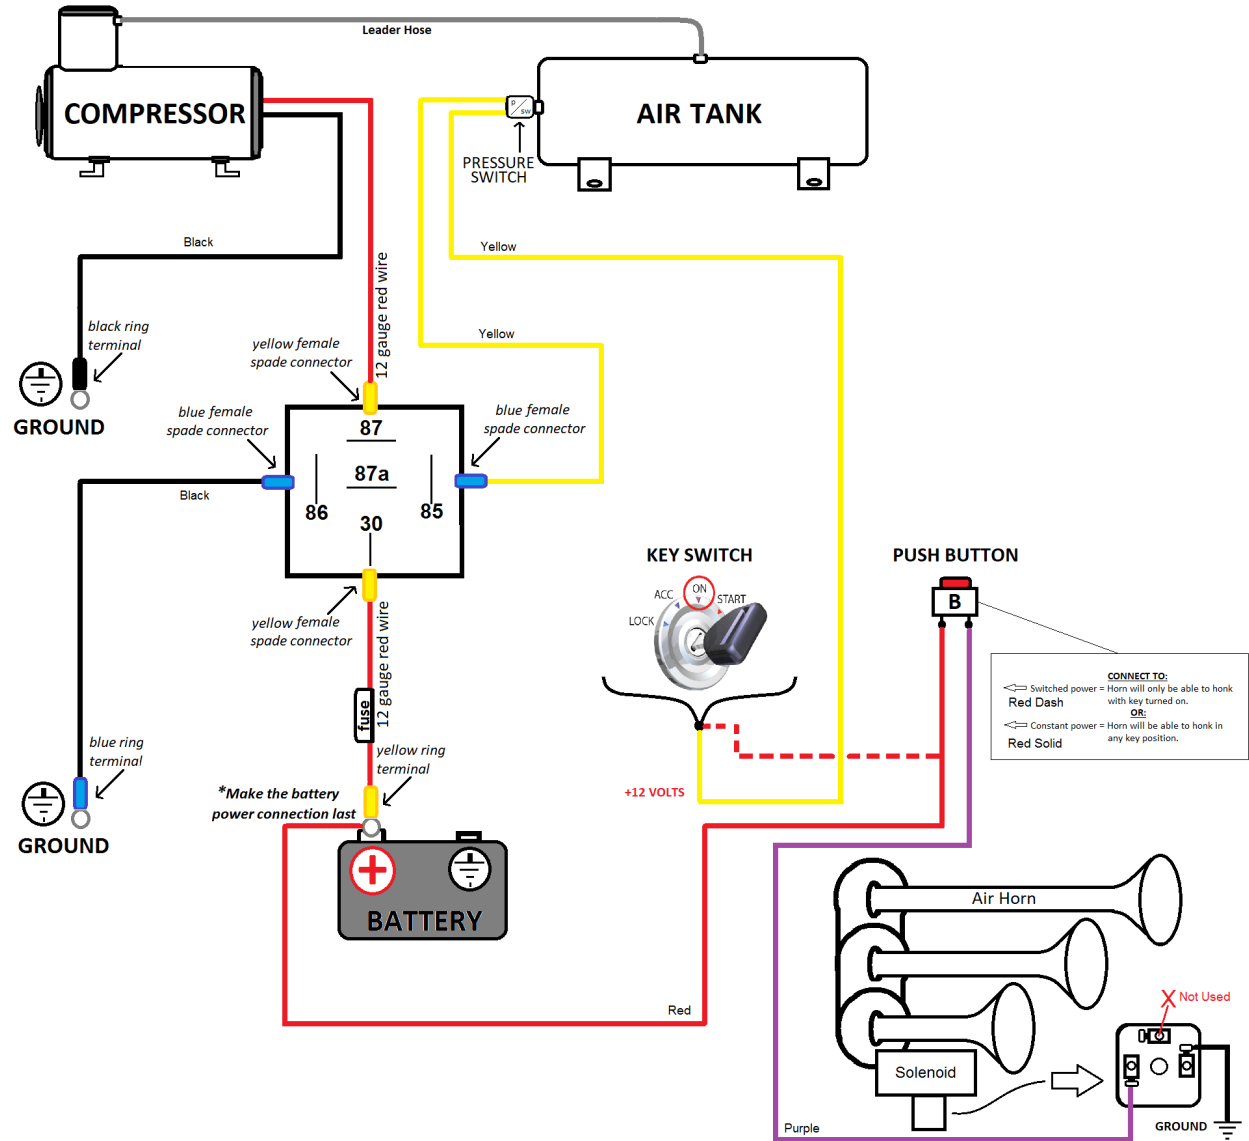 Leader Hose
COMPRESSOR
AIR TANK
p
sw
PRESSURE
SWITCH
Black
Yellow
12 gauge red wire
black ring
terminal
yellow female
spade connector
Yellow
GROUND
blue female
spade connector
blue female
spade connector
87
87a
86
85
30
Black
KEY SWITCH
PUSH BUTTON
ACC
ON
START
LOCK
B
yellow female
spade connector
12 gauge red wire
fuse
CONNECT TO:
Switched power = Horn will only be able to honk
with key turned on.
Red Dash
OR:
Constant power = Horn will be able to honk in
any key position.
Red Solid
blue ring
terminal
yellow ring
terminal
*Make the battery
power connection last
+12 VOLTS
GROUND
BATTERY
Air Horn
Red
X Not Used
Solenoid
Purple
GROUND